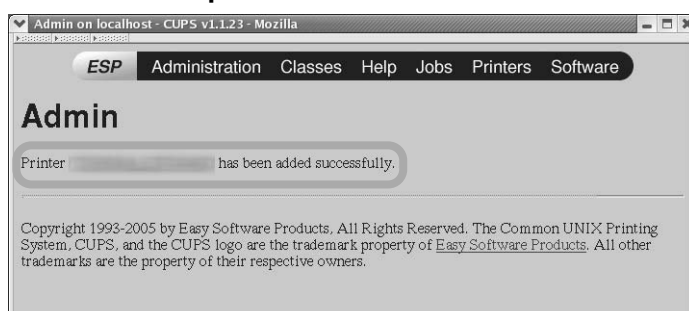 Admin on localhost - CUPS v1.1.23 - Mozilla
ESP Administration Classes Help Jobs Printers Software
Admin
Printer has been added successfully.
Copyright 1993-2005 by Easy Software Products, All Rights Reserved. The Common UNIX Printing
System, CUPS, and the CUPS logo are the trademark property of Easy Software Products. All other
trademarks are the property of their respective owners.